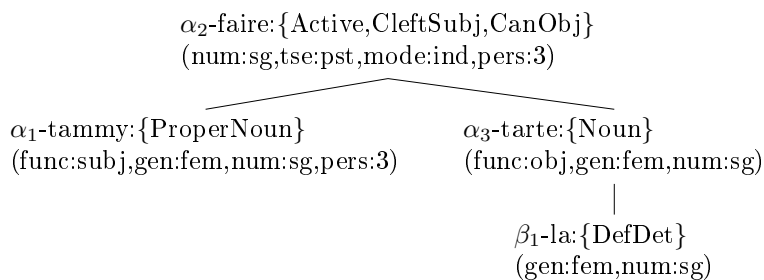 α₂-faire:{Active,CleftSubj,CanObj}
(num:sg,tse:pst,mode:ind,pers:3)
α₁-tammy:{ProperNoun}
(func:subj,gen:fem,num:sg,pers:3)
α₃-tarte:{Noun}
(func:obj,gen:fem,num:sg)
β₁-la:{DefDet}
(gen:fem,num:sg)